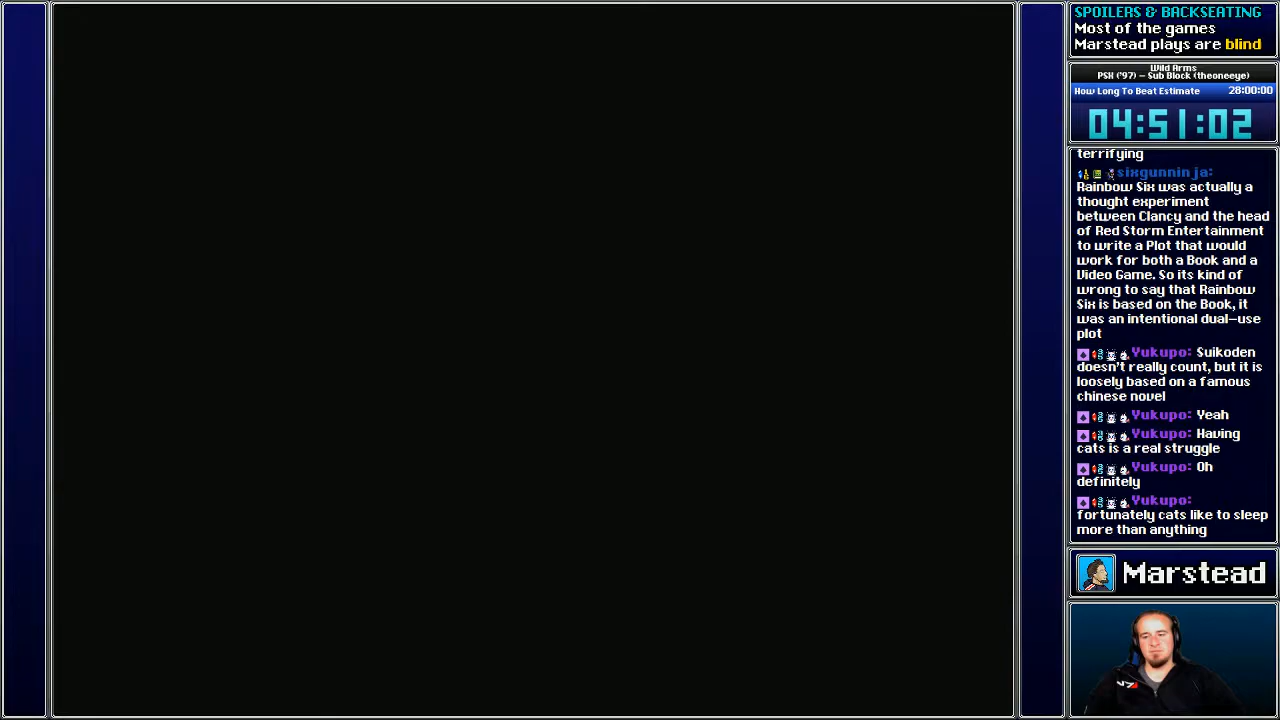 SPOILERS & BACKSEATING
Most of the games
Marstead plays are blind
Wild Arms
PSX ('97) – Sub Block (theoneeye)
How Long To Beat Estimate 28:00:00
04:51:02
terrifying
sixgunninja:
Rainbow Six was actually a
thought experiment
between Clancy and the head
of Red Storm Entertainment
to write a Plot that would
work for both a Book and a
Video Game. So its kind of
wrong to say that Rainbow
Six is based on the Book, it
was an intentional dual-use
plot
Yukupo: Suikoden
doesn't really count, but it is
loosely based on a famous
chinese novel
Yukupo: Yeah
Yukupo: Having
cats is a real struggle
Yukupo: Oh
definitely
Yukupo:
fortunately cats like to sleep
more than anything
Marstead
N7